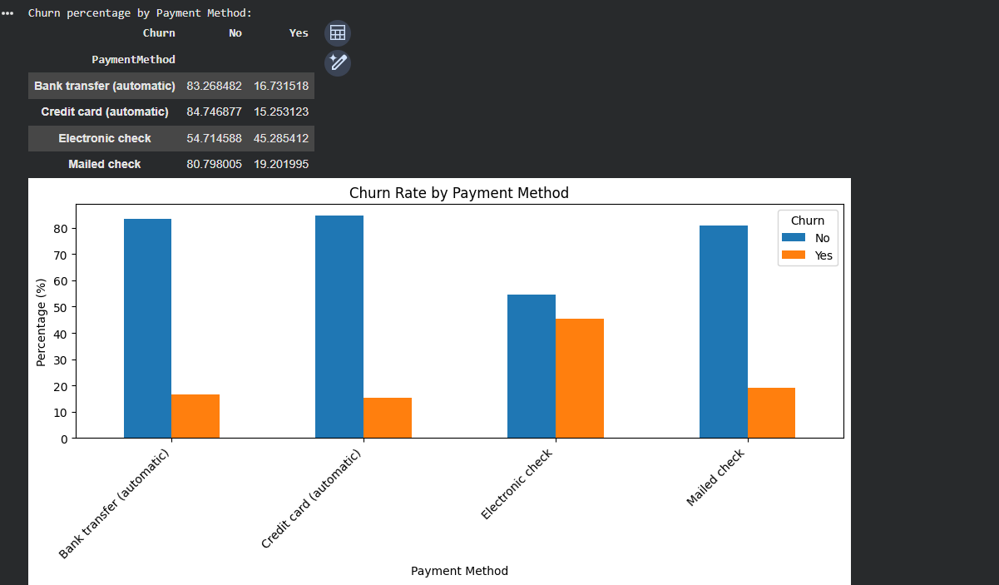 Churn percentage by Payment Method:
Churn No Yes
PaymentMethod
Bank transfer (automatic) 83.268482 16.731518
Credit card (automatic) 84.746877 15.253123
Electronic check 54.714588 45.285412
Mailed check 80.798005 19.201995
Churn Rate by Payment Method
Churn
No
Yes
Percentage (%)
80
70
60
50
40
30
20
10
0
Bank transfer (automatic)
Credit card (automatic)
Electronic check
Mailed check
Payment Method